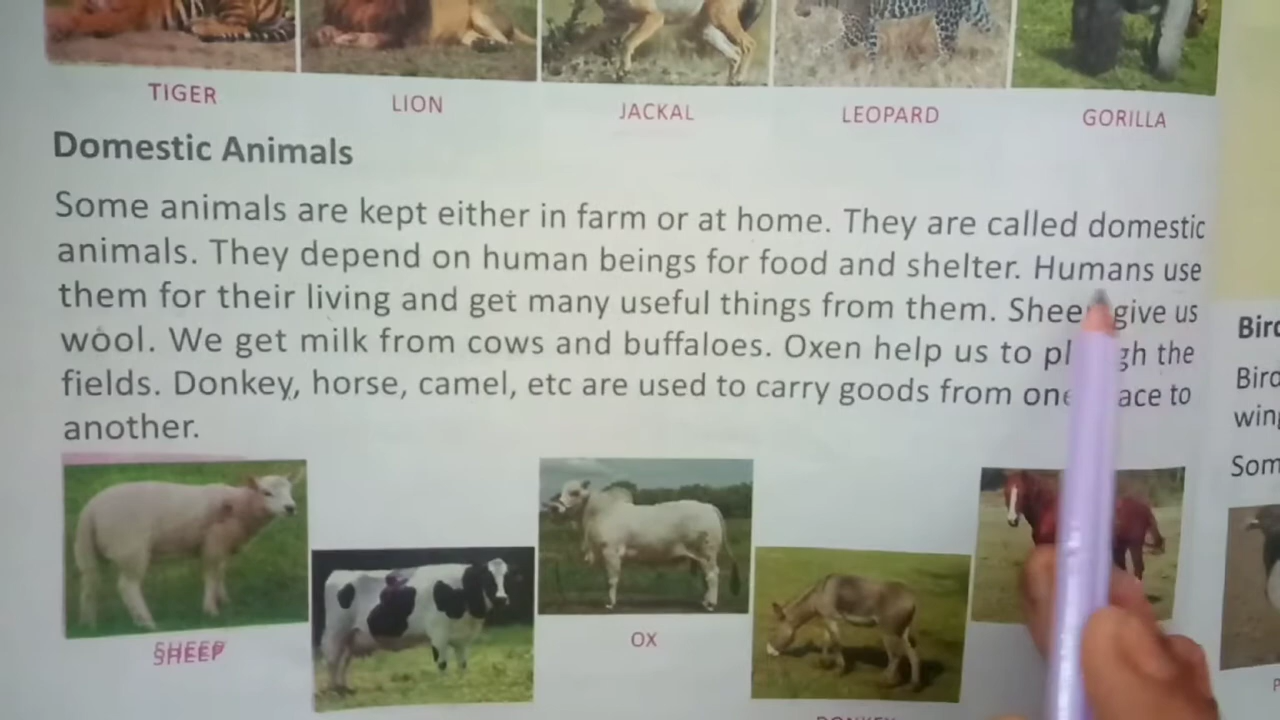 TIGER LION JACKAL LEOPARD GORILLA
Domestic Animals
Some animals are kept either in farm or at home. They are called domestic
animals. They depend on human beings for food and shelter. Humans use
them for their living and get many useful things from them. Sheep give us
wool. We get milk from cows and buffaloes. Oxen help us to plough the
fields. Donkey, horse, camel, etc are used to carry goods from one place to
another.
SHEEP
OX
Bird
Bird
wing
Som